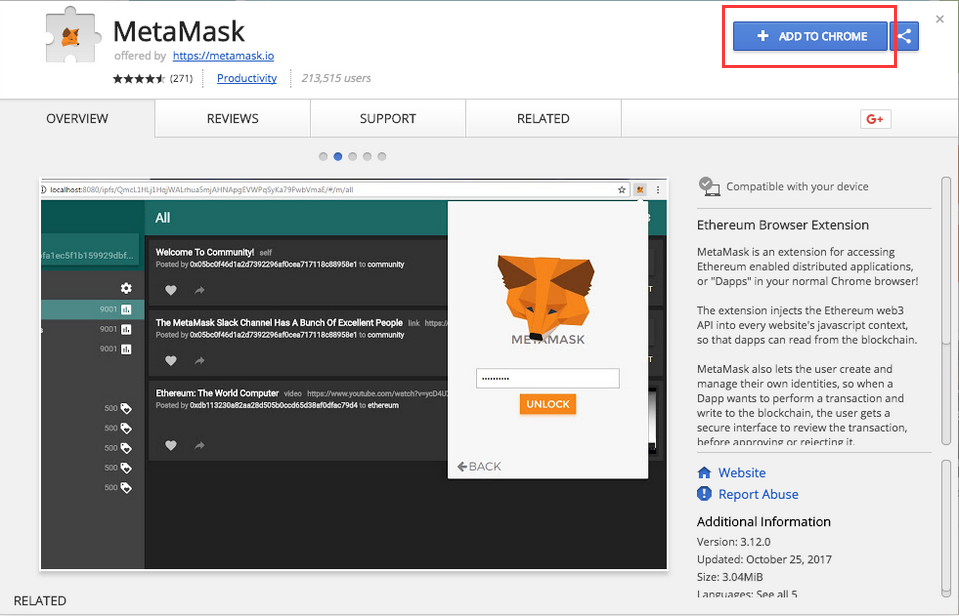 MetaMask
offered by https://metamask.io
(271) Productivity 213,515 users
+ ADD TO CHROME
×
OVERVIEW REVIEWS SUPPORT RELATED
G+
localhost:8080/ipfs/QmcL1HLj1HqjWALmua5mjAHNApgEVWPqSyKa79PwbVmaE/#/m/all
fa1ec5f1b159929dbf...
All
9001
9001
9001
500
500
500
500
500
Welcome To Community! self
Posted by 0x05bc0f46d1a2d7392296af0cea717118c88958e1 to community
The MetaMask Slack Channel Has A Bunch Of Excellent People link https:/
Posted by 0x05bc0f46d1a2d7392296af0cea717118c88958e1 to community
Ethereum: The World Computer video https://www.youtube.com/watch?v=
Posted by 0xdb113230a82aa28d505b0ccd65d38af0dfac79d4 to ethereum
METAMASK
UNLOCK
BACK
Compatible with your device
Ethereum Browser Extension
MetaMask is an extension for accessing
Ethereum enabled distributed applications,
or "Dapps" in your normal Chrome browser!
The extension injects the Ethereum web3
API into every website's javascript context,
so that dapps can read from the blockchain.
MetaMask also lets the user create and
manage their own identities, so when a
Dapp wants to perform a transaction and
write to the blockchain, the user gets a
secure interface to review the transaction,
before approving or rejecting it.
Website
Report Abuse
Additional Information
Version: 3.12.0
Updated: October 25, 2017
Size: 3.04MiB
Languages: See all 5
RELATED